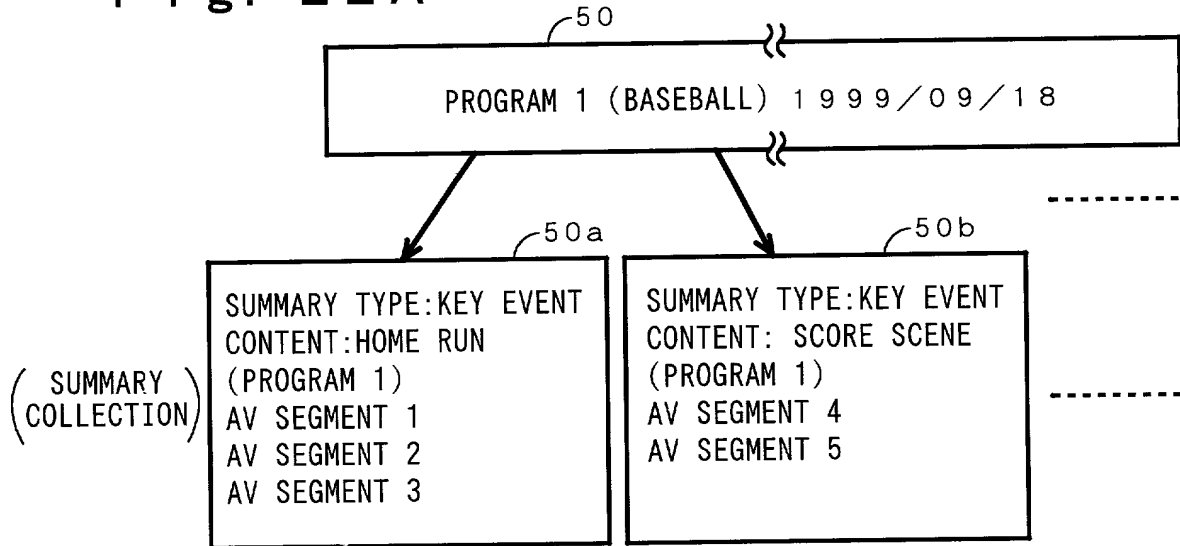 50
PROGRAM 1 (BASEBALL) 1999/09/18
50a
50b
(SUMMARY
COLLECTION)
SUMMARY TYPE:KEY EVENT
CONTENT:HOME RUN
(PROGRAM 1)
AV SEGMENT 1
AV SEGMENT 2
AV SEGMENT 3
SUMMARY TYPE:KEY EVENT
CONTENT: SCORE SCENE
(PROGRAM 1)
AV SEGMENT 4
AV SEGMENT 5